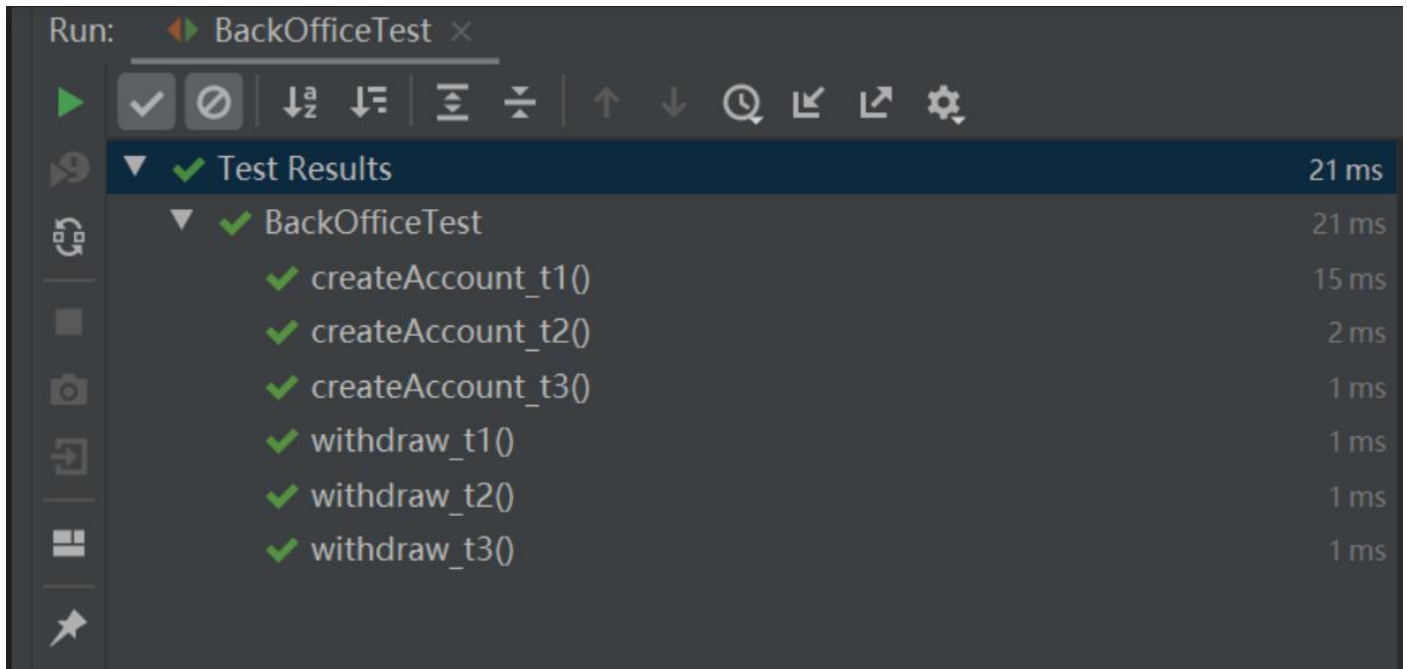 Run: BackOfficeTest
Test Results 21 ms
BackOfficeTest 21 ms
createAccount_t1() 15 ms
createAccount_t2() 2 ms
createAccount_t3() 1 ms
withdraw_t1() 1 ms
withdraw_t2() 1 ms
withdraw_t3() 1 ms